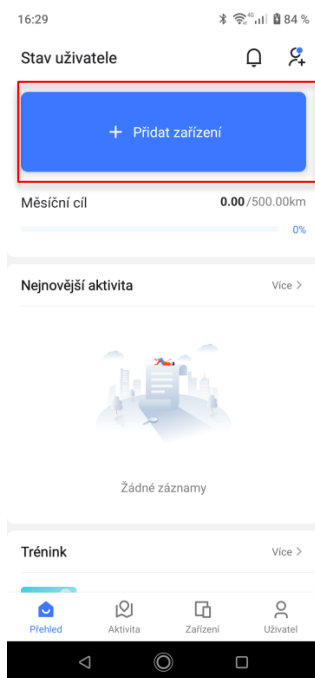 16:29 4G 84 %
Stav uživatele
+ Přidat zařízení
Měsíční cíl 0.00/500.00km
0%
Nejnovější aktivita Více >
Žádné záznamy
Trénink Více >
Přehled Aktivita Zařízení Uživatel